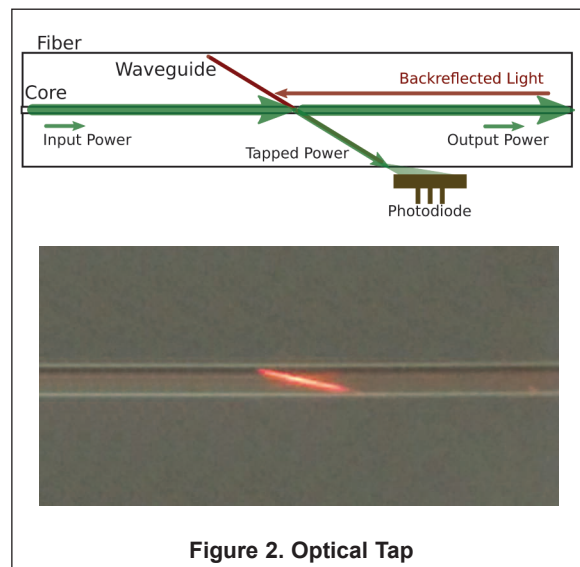 Fiber
Waveguide
Backreflected Light
Core
Input Power
Output Power
Tapped Power
Photodiode
Figure 2. Optical Tap